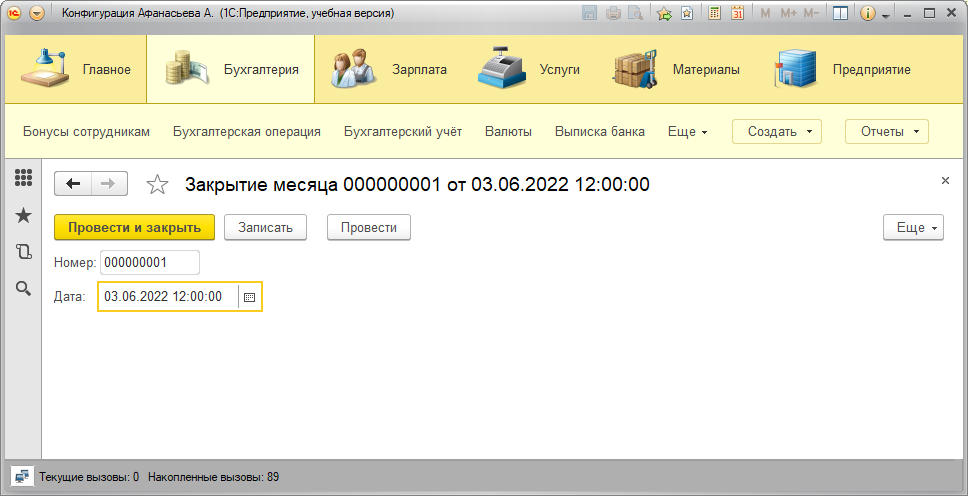 Конфигурация Афанасьева А. (1С:Предприятие, учебная версия)
M M+ M-
Главное Бухгалтерия Зарплата Услуги Материалы Предприятие
Бонусы сотрудникам Бухгалтерская операция Бухгалтерский учёт Валюты Выписка банка Еще Создать Отчеты
Закрытие месяца 000000001 от 03.06.2022 12:00:00
Провести и закрыть Записать Провести Еще
Номер: 000000001
Дата: 03.06.2022 12:00:00
Текущие вызовы: 0 Накопленные вызовы: 89